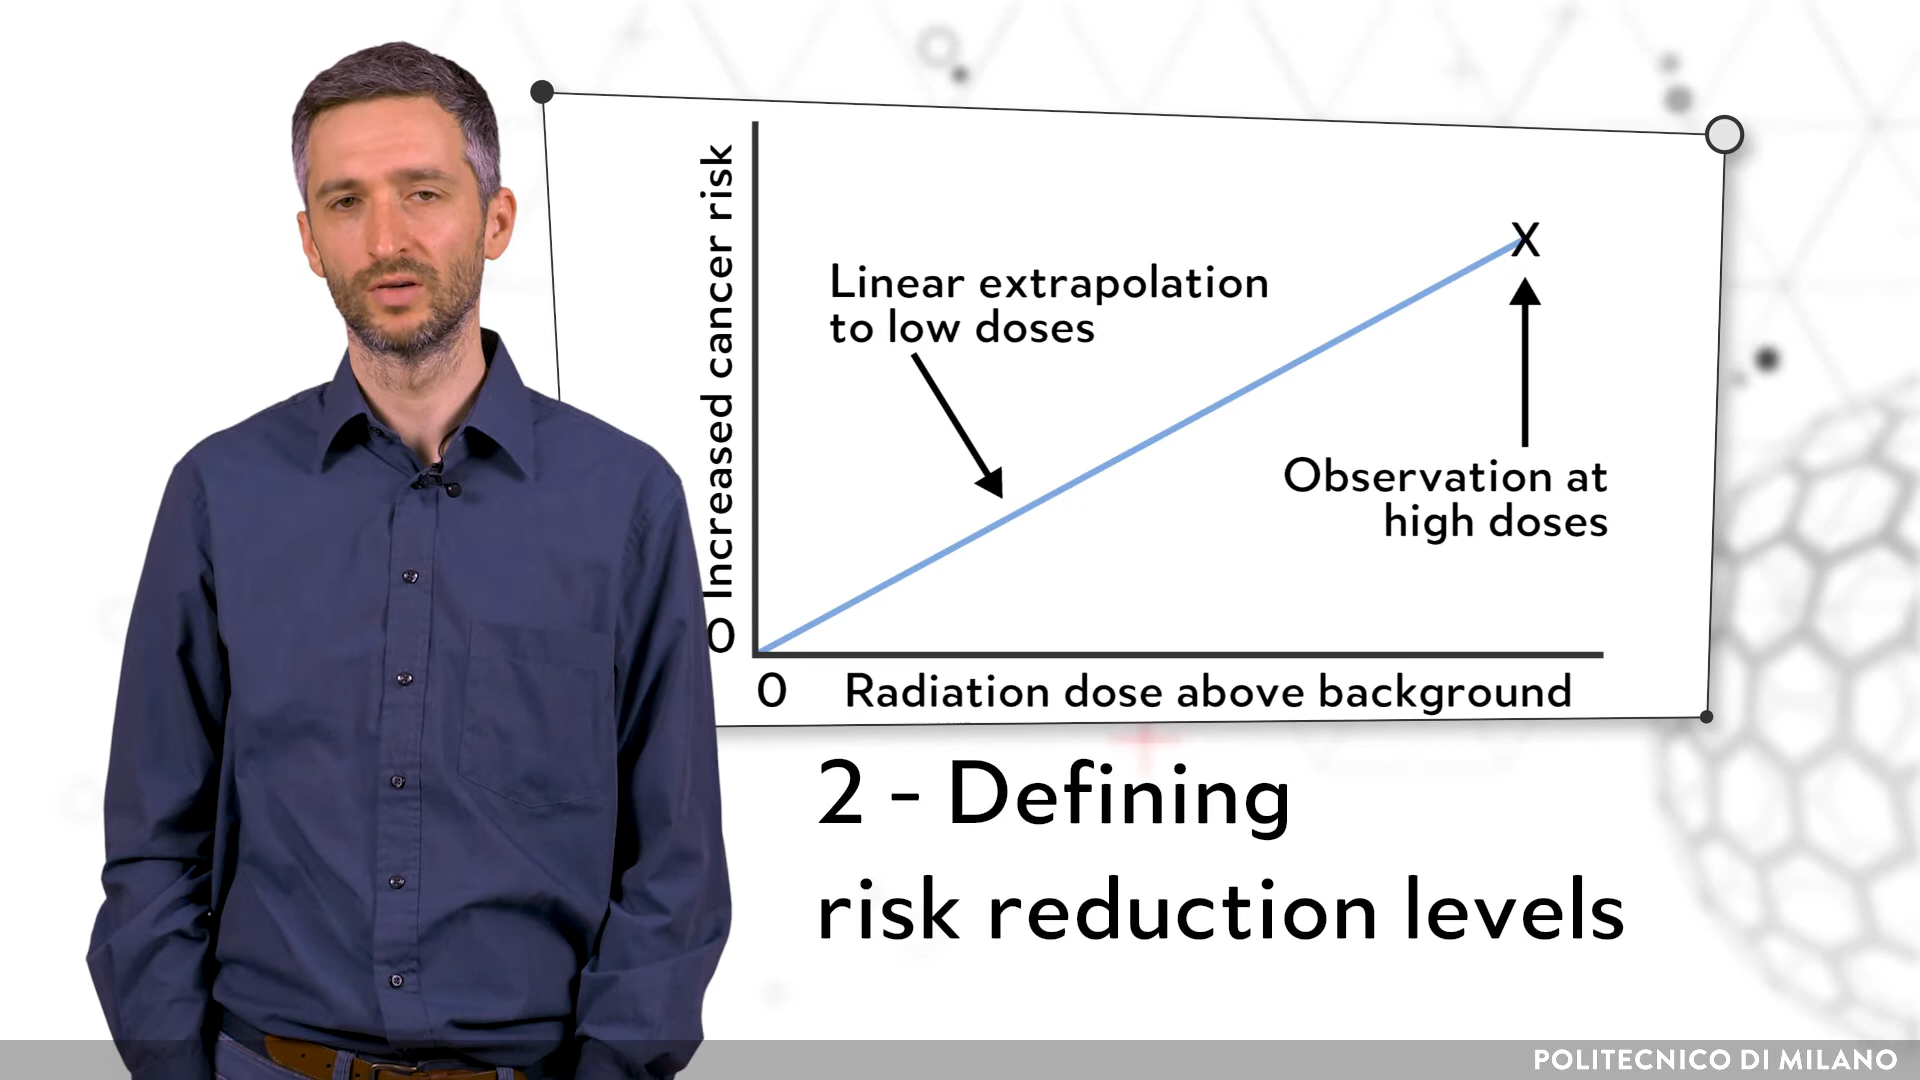 Increased cancer risk
Linear extrapolation
to low doses
X
Observation at
high doses
0
0
Radiation dose above background
2 - Defining
risk reduction levels
POLITECNICO DI MILANO